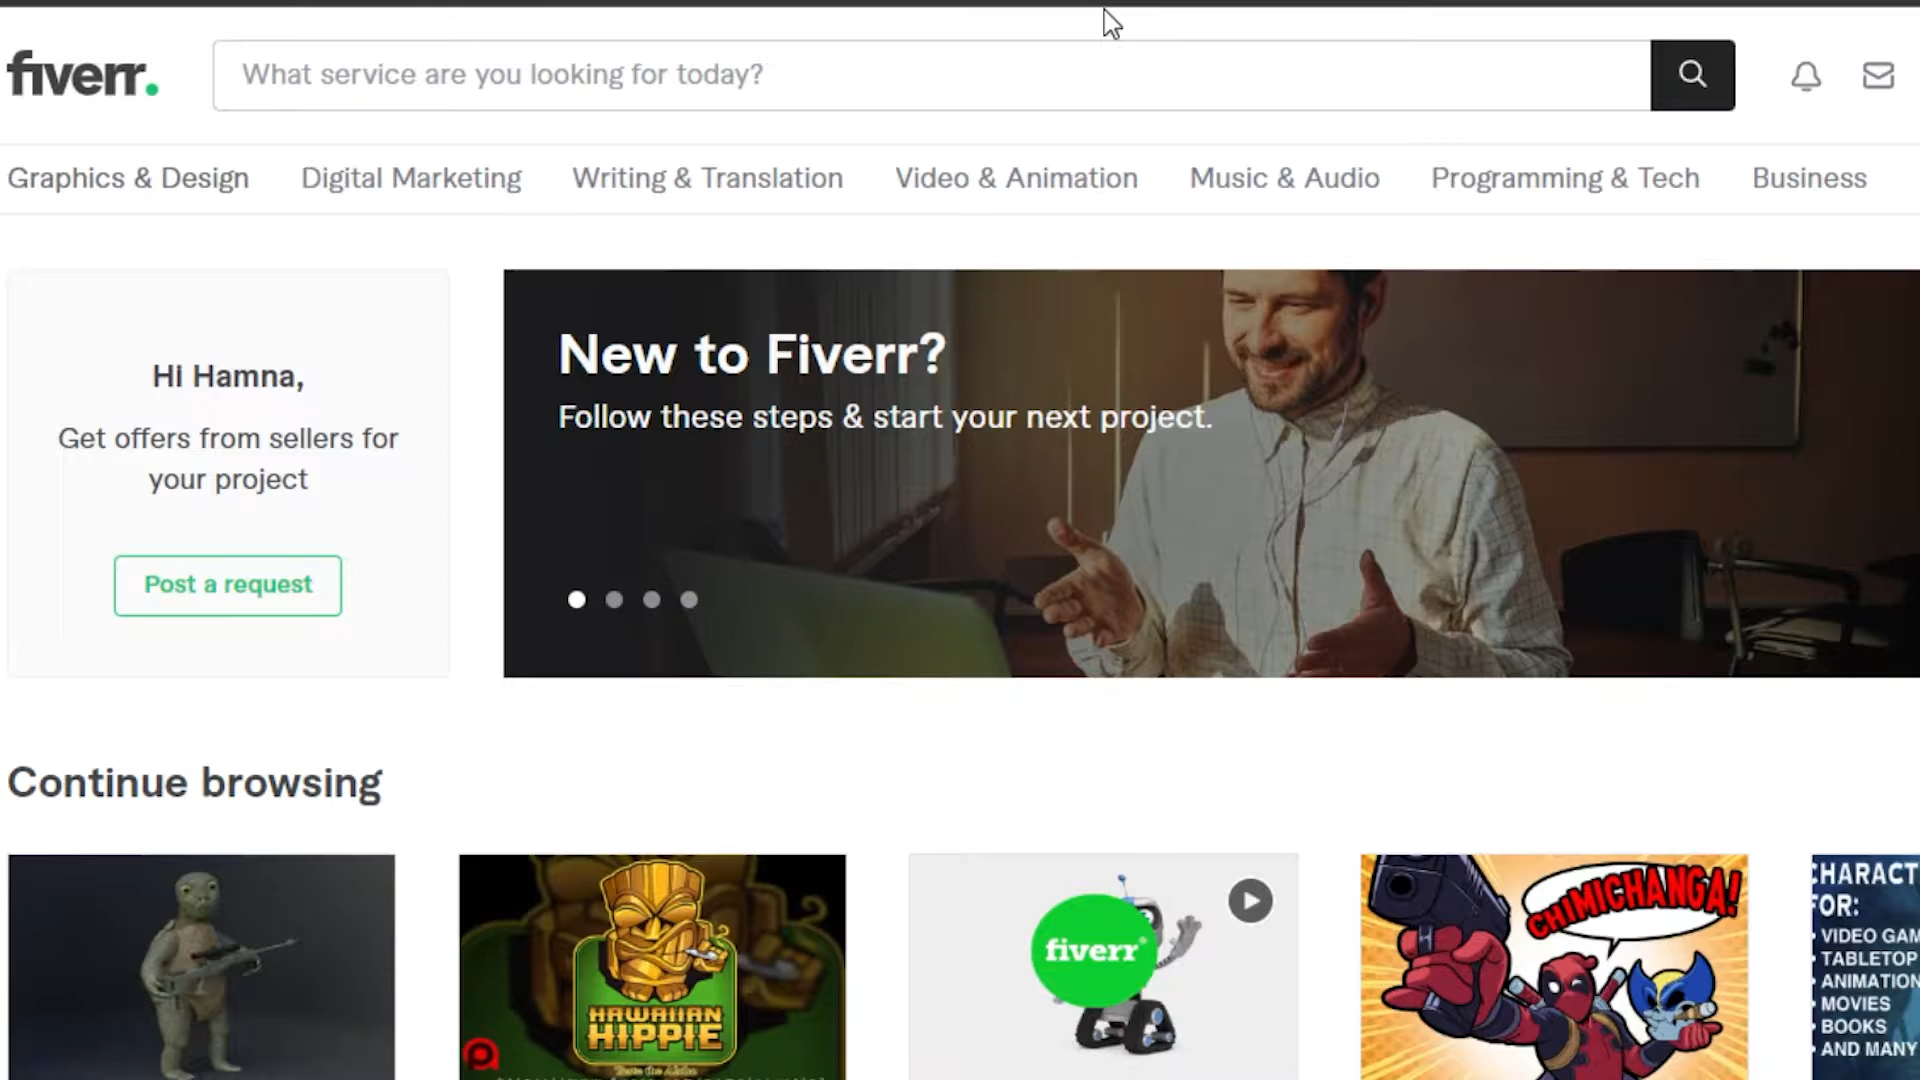 fiverr.
What service are you looking for today?
Graphics & Design Digital Marketing Writing & Translation Video & Animation Music & Audio Programming & Tech Business
Hi Hamna,
Get offers from sellers for
your project
Post a request
New to Fiverr?
Follow these steps & start your next project.
Continue browsing
HAWAIIAN
HIPPIE
fiverr
CHIMICHANGA!
CHARACT
FOR:
• VIDEO GAM
• TABLETOP
• ANIMATION
• MOVIES
• BOOKS
• AND MANY